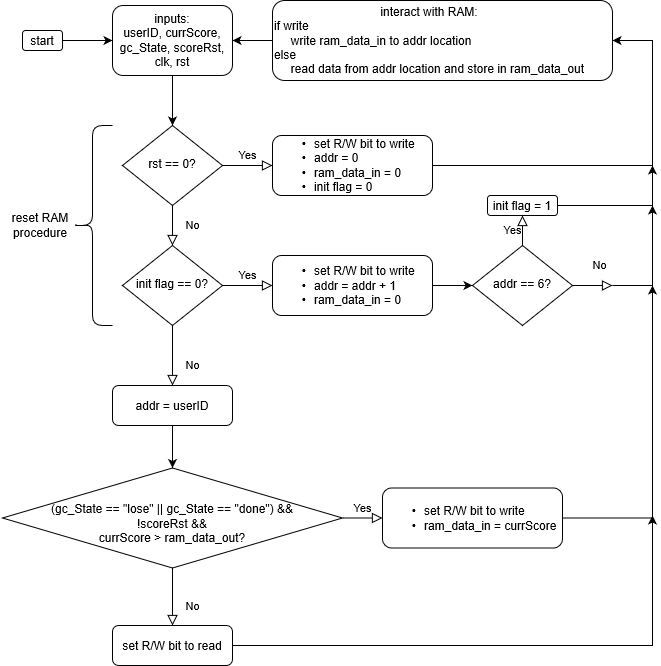 start
inputs:
userID, currScore,
gc_State, scoreRst,
clk, rst
interact with RAM:
if write
write ram_data_in to addr location
else
read data from addr location and store in ram_data_out
rst == 0?
Yes
• set R/W bit to write
• addr = 0
• ram_data_in = 0
• init flag = 0
reset RAM
procedure
No
init flag == 0?
Yes
• set R/W bit to write
• addr = addr + 1
• ram_data_in = 0
addr == 6?
Yes
init flag = 1
No
No
addr = userID
(gc_State == "lose" || gc_State == "done") &&
!scoreRst &&
currScore > ram_data_out?
Yes
• set R/W bit to write
• ram_data_in = currScore
No
set R/W bit to read